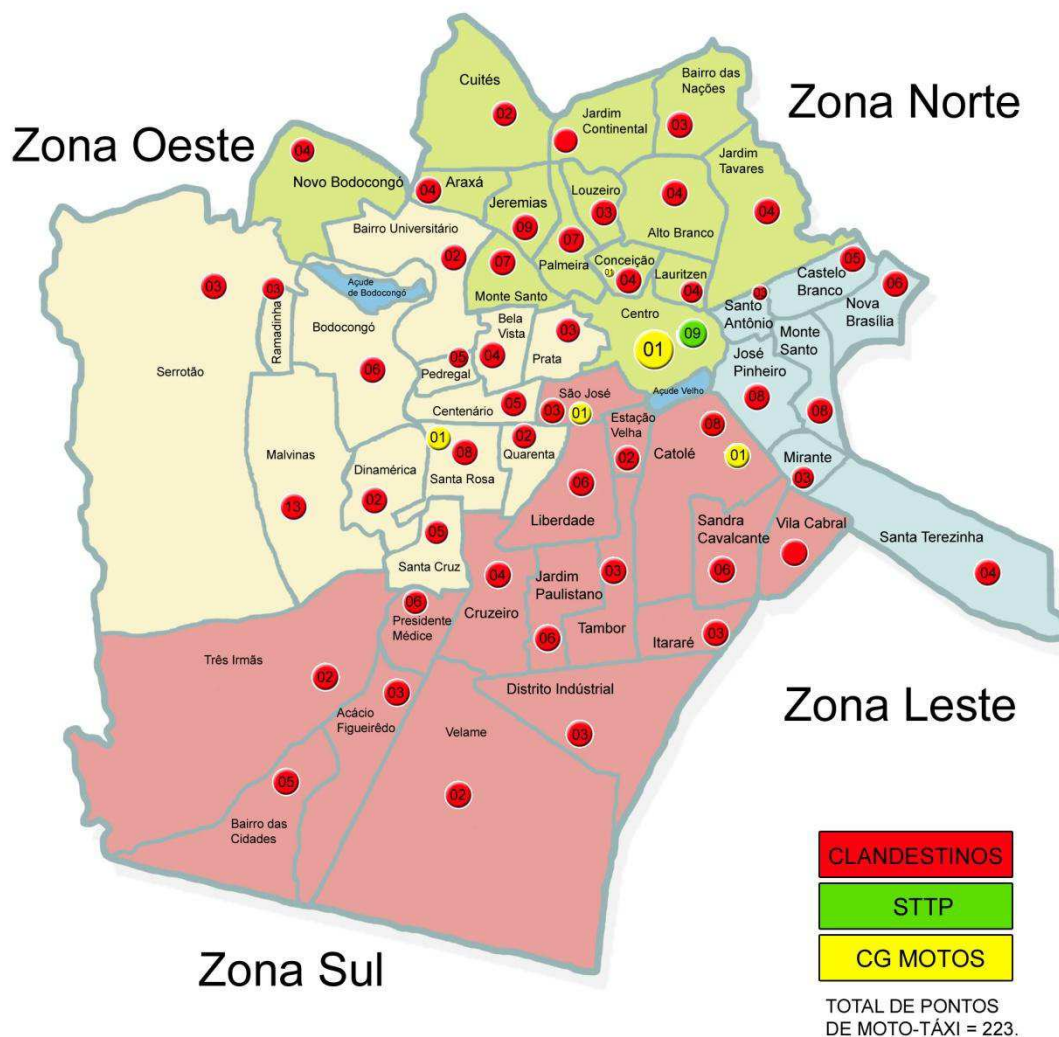 Zona Oeste
Zona Norte
Cuités
02
Jardim
Continental
Bairro das
Nações
03
04
Novo Bodocongó
04
Araxá
Jeremias
09
Louzeiro
03
04
Alto Branco
Jardim
Tavares
04
Bairro Universitário
02
07
Monte Santo
07
Palmeira
Conceição
04
Lauritzen
04
Castelo
Branco
05
Nova
Brasília
06
03
Serrotão
03
Ramadinha
Açude
de Bodocongó
Bodocongó
06
Centro
01
09
03
Santo
Antônio
Monte
Santo
08
José
Pinheiro
08
05
Pedregal
Bela
Vista
04
03
Prata
Açude Velho
Centenário
05
São José
03
01
Estação
Velha
02
08
Catolé
01
Mirante
03
Malvinas
13
Dinamérica
02
01
08
Santa Rosa
02
Quarenta
06
Liberdade
Sandra
Cavalcante
06
Vila Cabral
Santa Terezinha
04
05
Santa Cruz
04
Cruzeiro
Jardim
Paulistano
06
03
Tambor
Itararé
03
06
Presidente
Médice
Três Irmãs
02
03
Acácio
Figueirêdo
Distrito Indústrial
03
Velame
02
05
Bairro das
Cidades
Zona Leste
Zona Sul
CLANDESTINOS
STTP
CG MOTOS
TOTAL DE PONTOS
DE MOTO-TÁXI = 223.